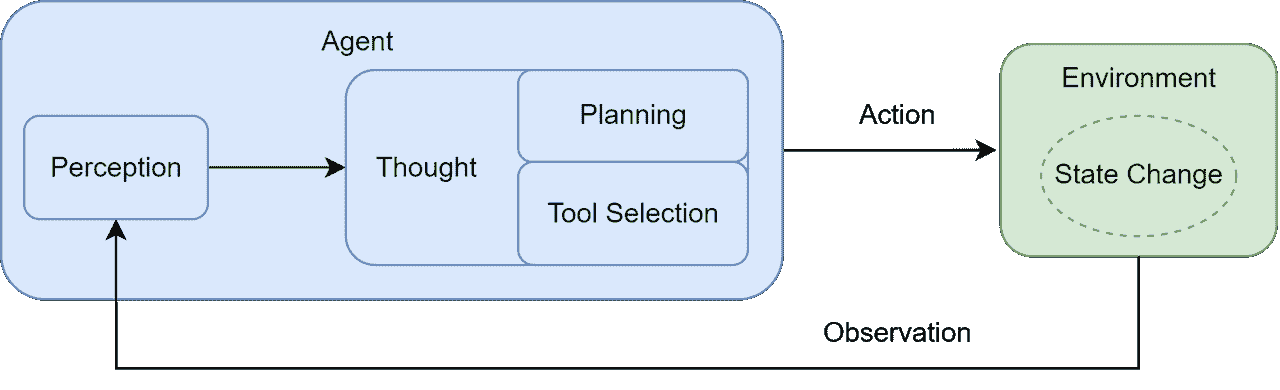 Agent
Perception
Thought
Planning
Tool Selection
Action
Environment
State Change
Observation